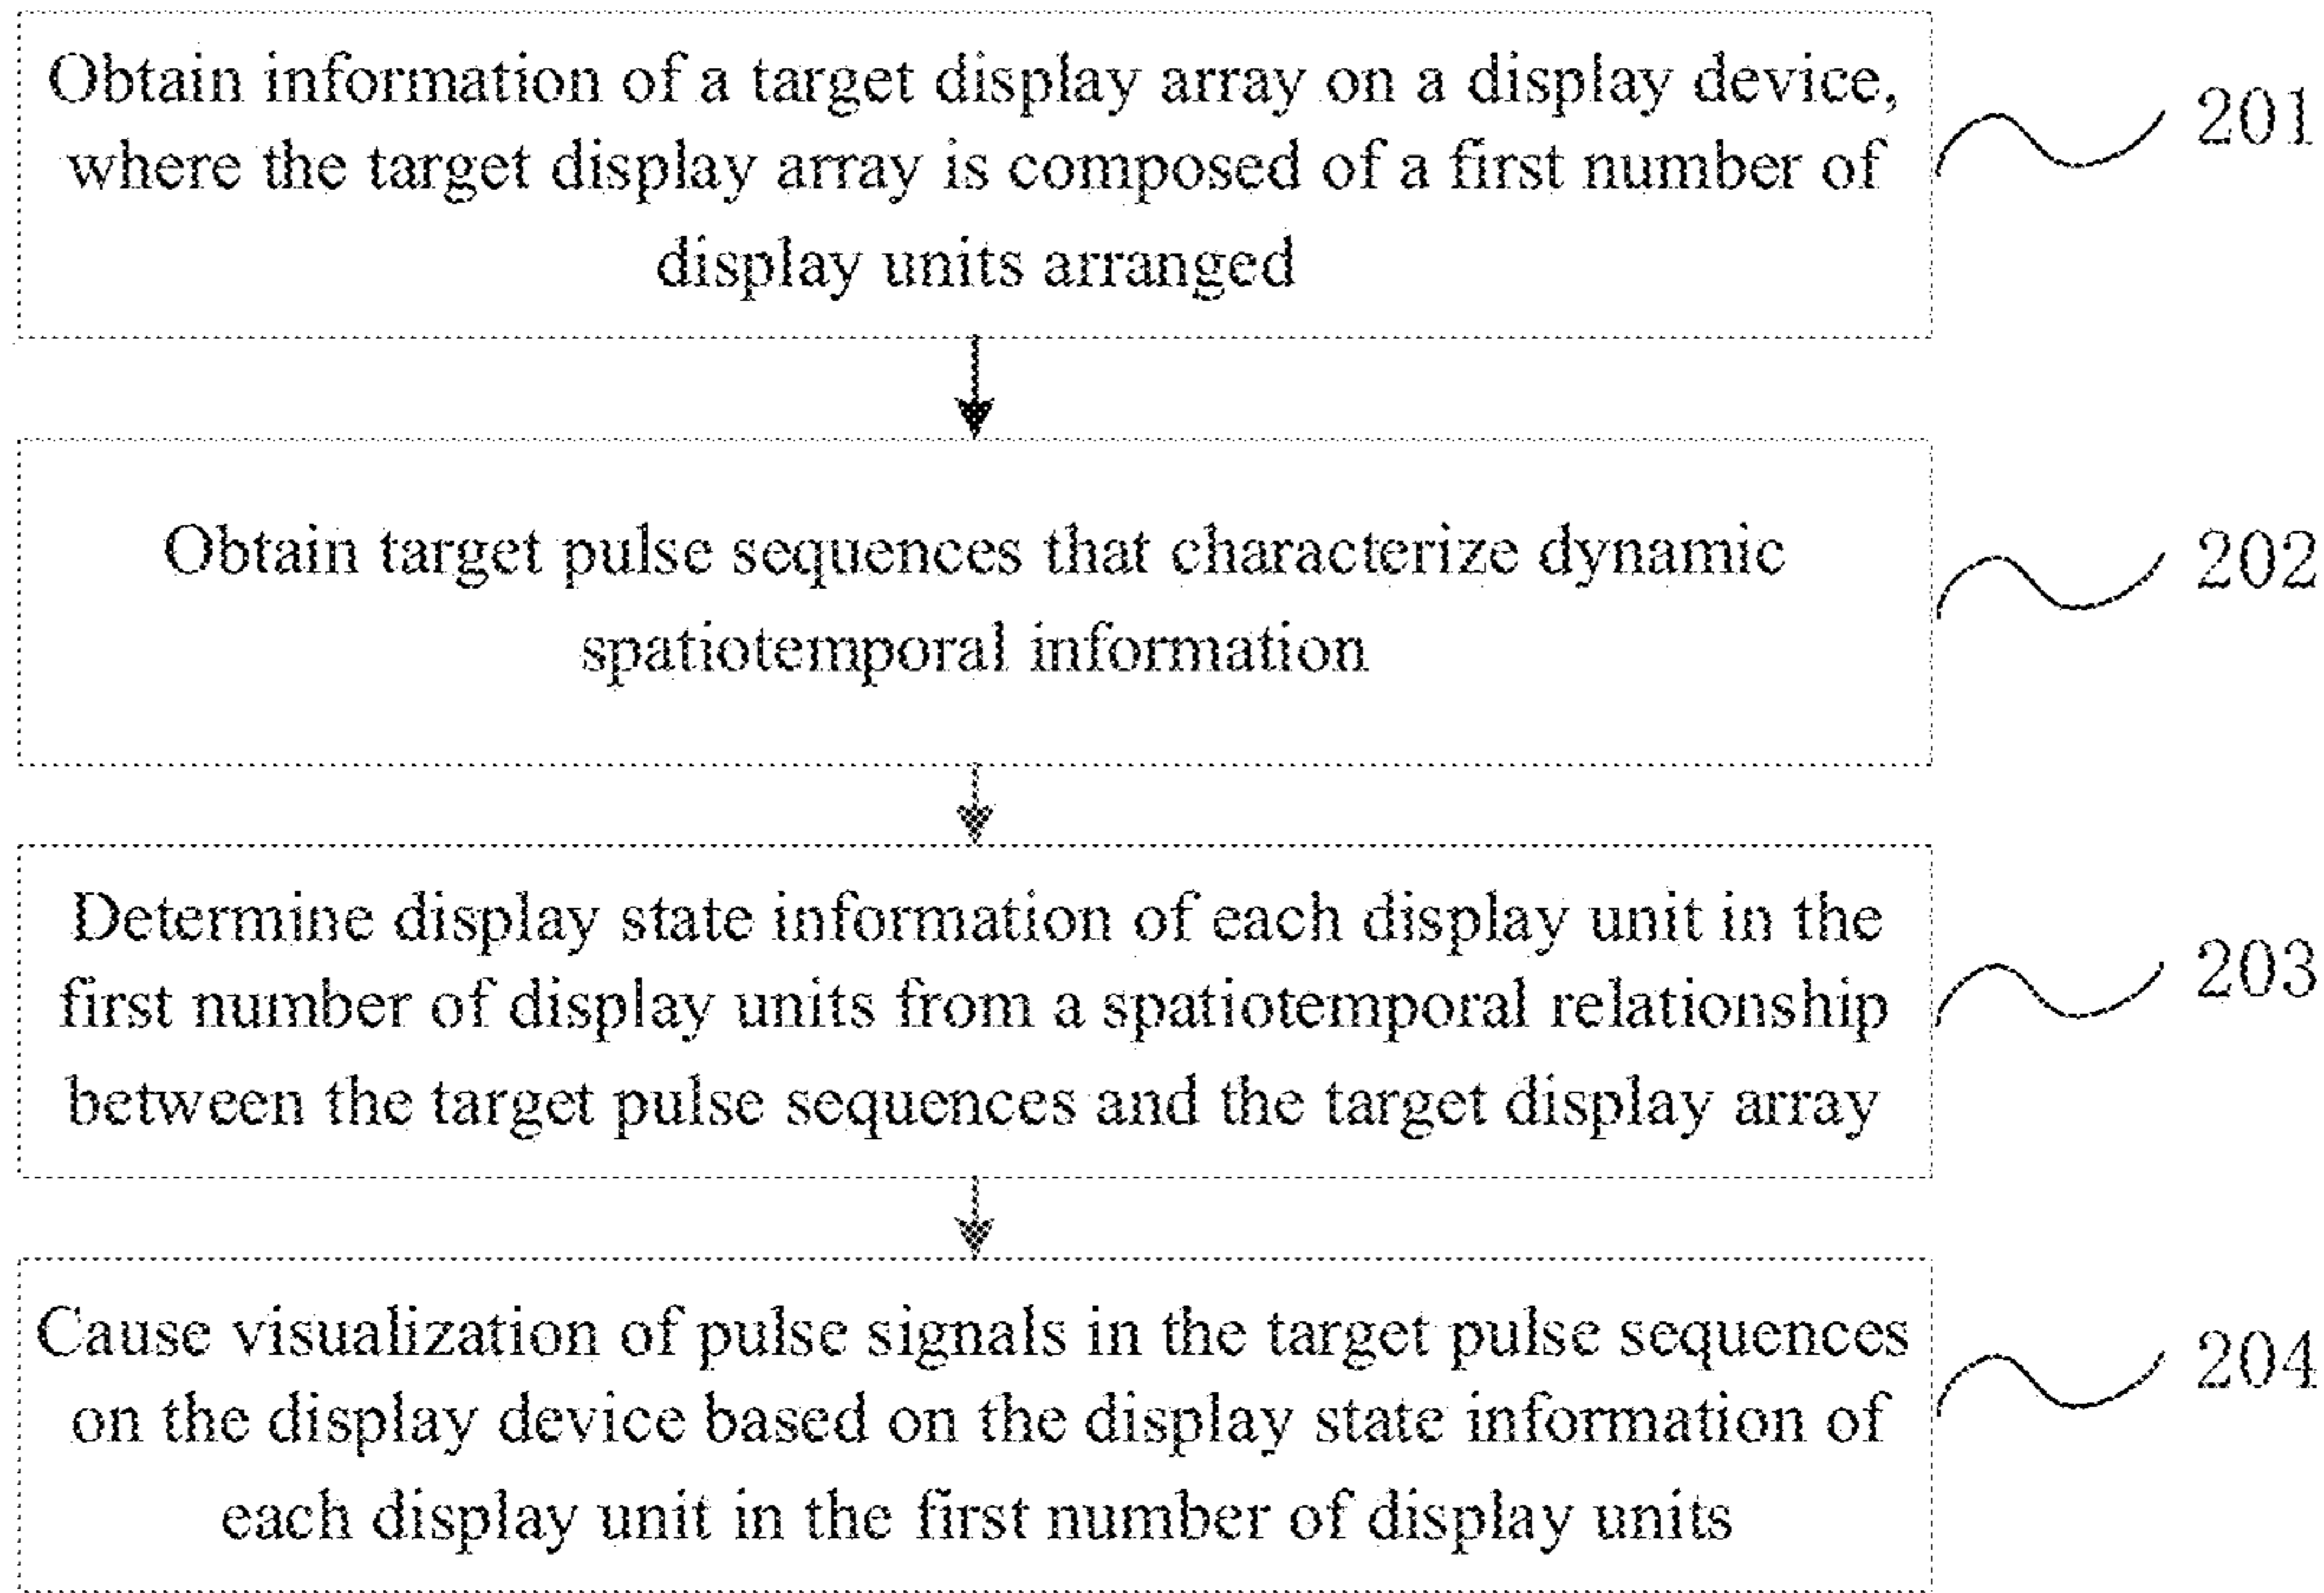 Obtain information of a target display array on a display device,
where the target display array is composed of a first number of
display units arranged
201
Obtain target pulse sequences that characterize dynamic
spatiotemporal information
202
Determine display state information of each display unit in the
first number of display units from a spatiotemporal relationship
between the target pulse sequences and the target display array
203
Cause visualization of pulse signals in the target pulse sequences
on the display device based on the display state information of
each display unit in the first number of display units
204